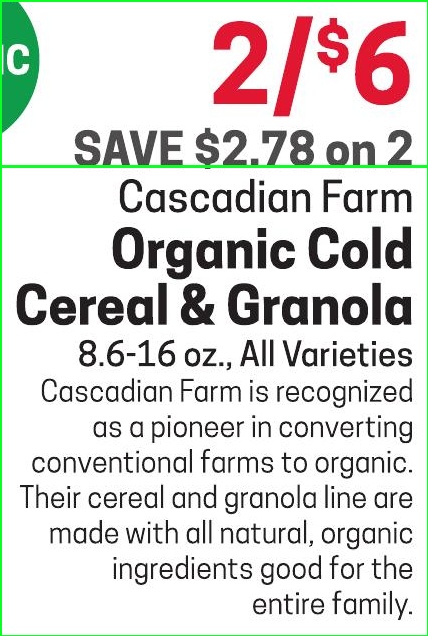 2/$6
SAVE $2.78 on 2
Cascadian Farm
Organic Cold
Cereal & Granola
8.6-16 oz., All Varieties
Cascadian Farm is recognized
as a pioneer in converting
conventional farms to organic.
Their cereal and granola line are
made with all natural, organic
ingredients good for the
entire family.